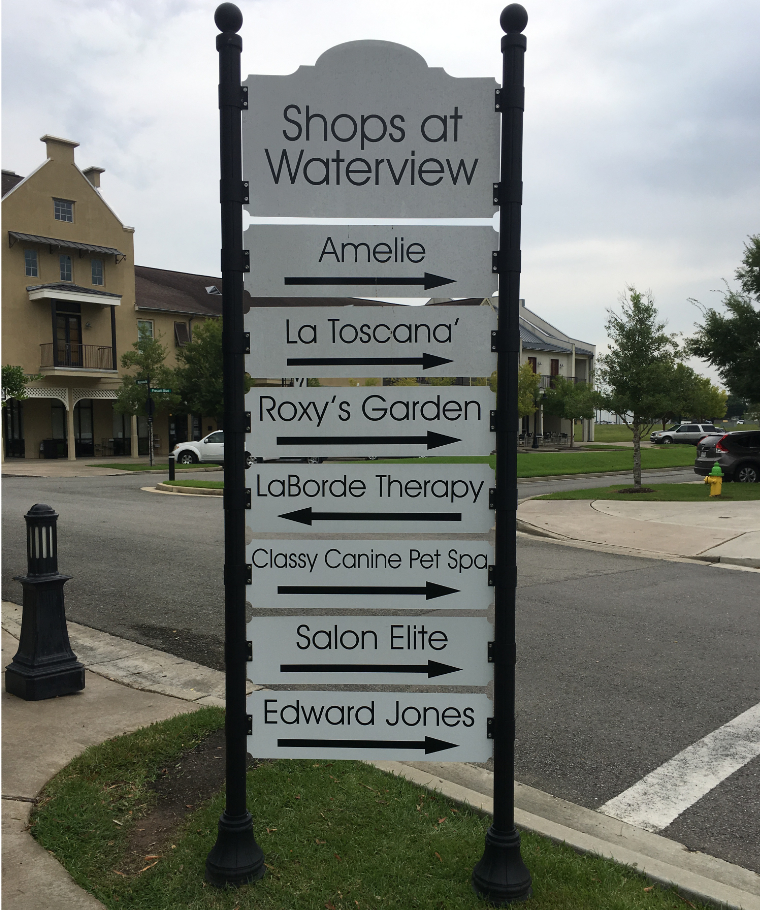 Shops at
Waterview
Amelie
La Toscana'
Roxy's Garden
LaBorde Therapy
Classy Canine Pet Spa
Salon Elite
Edward Jones